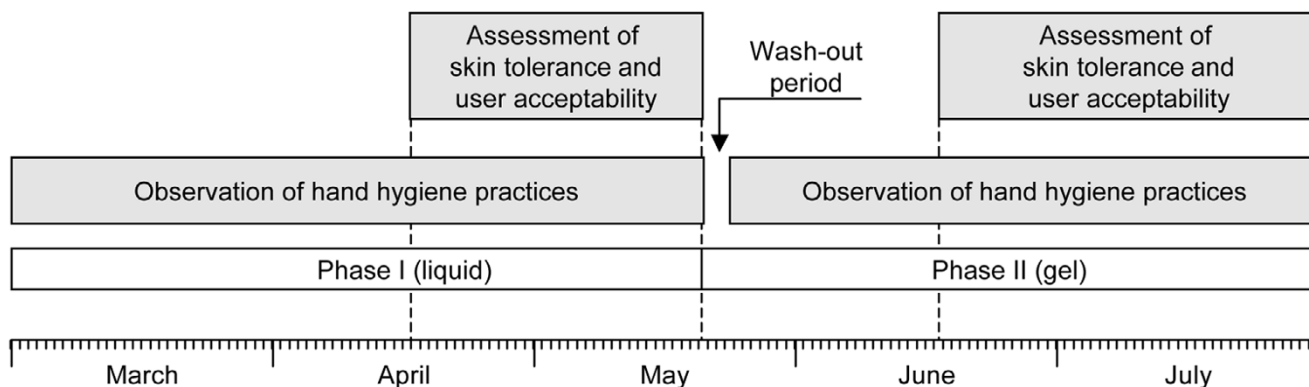 Assessment of
skin tolerance and
user acceptability
Wash-out
period
Assessment of
skin tolerance and
user acceptability
Observation of hand hygiene practices
Observation of hand hygiene practices
Phase I (liquid)
Phase II (gel)
March
April
May
June
July